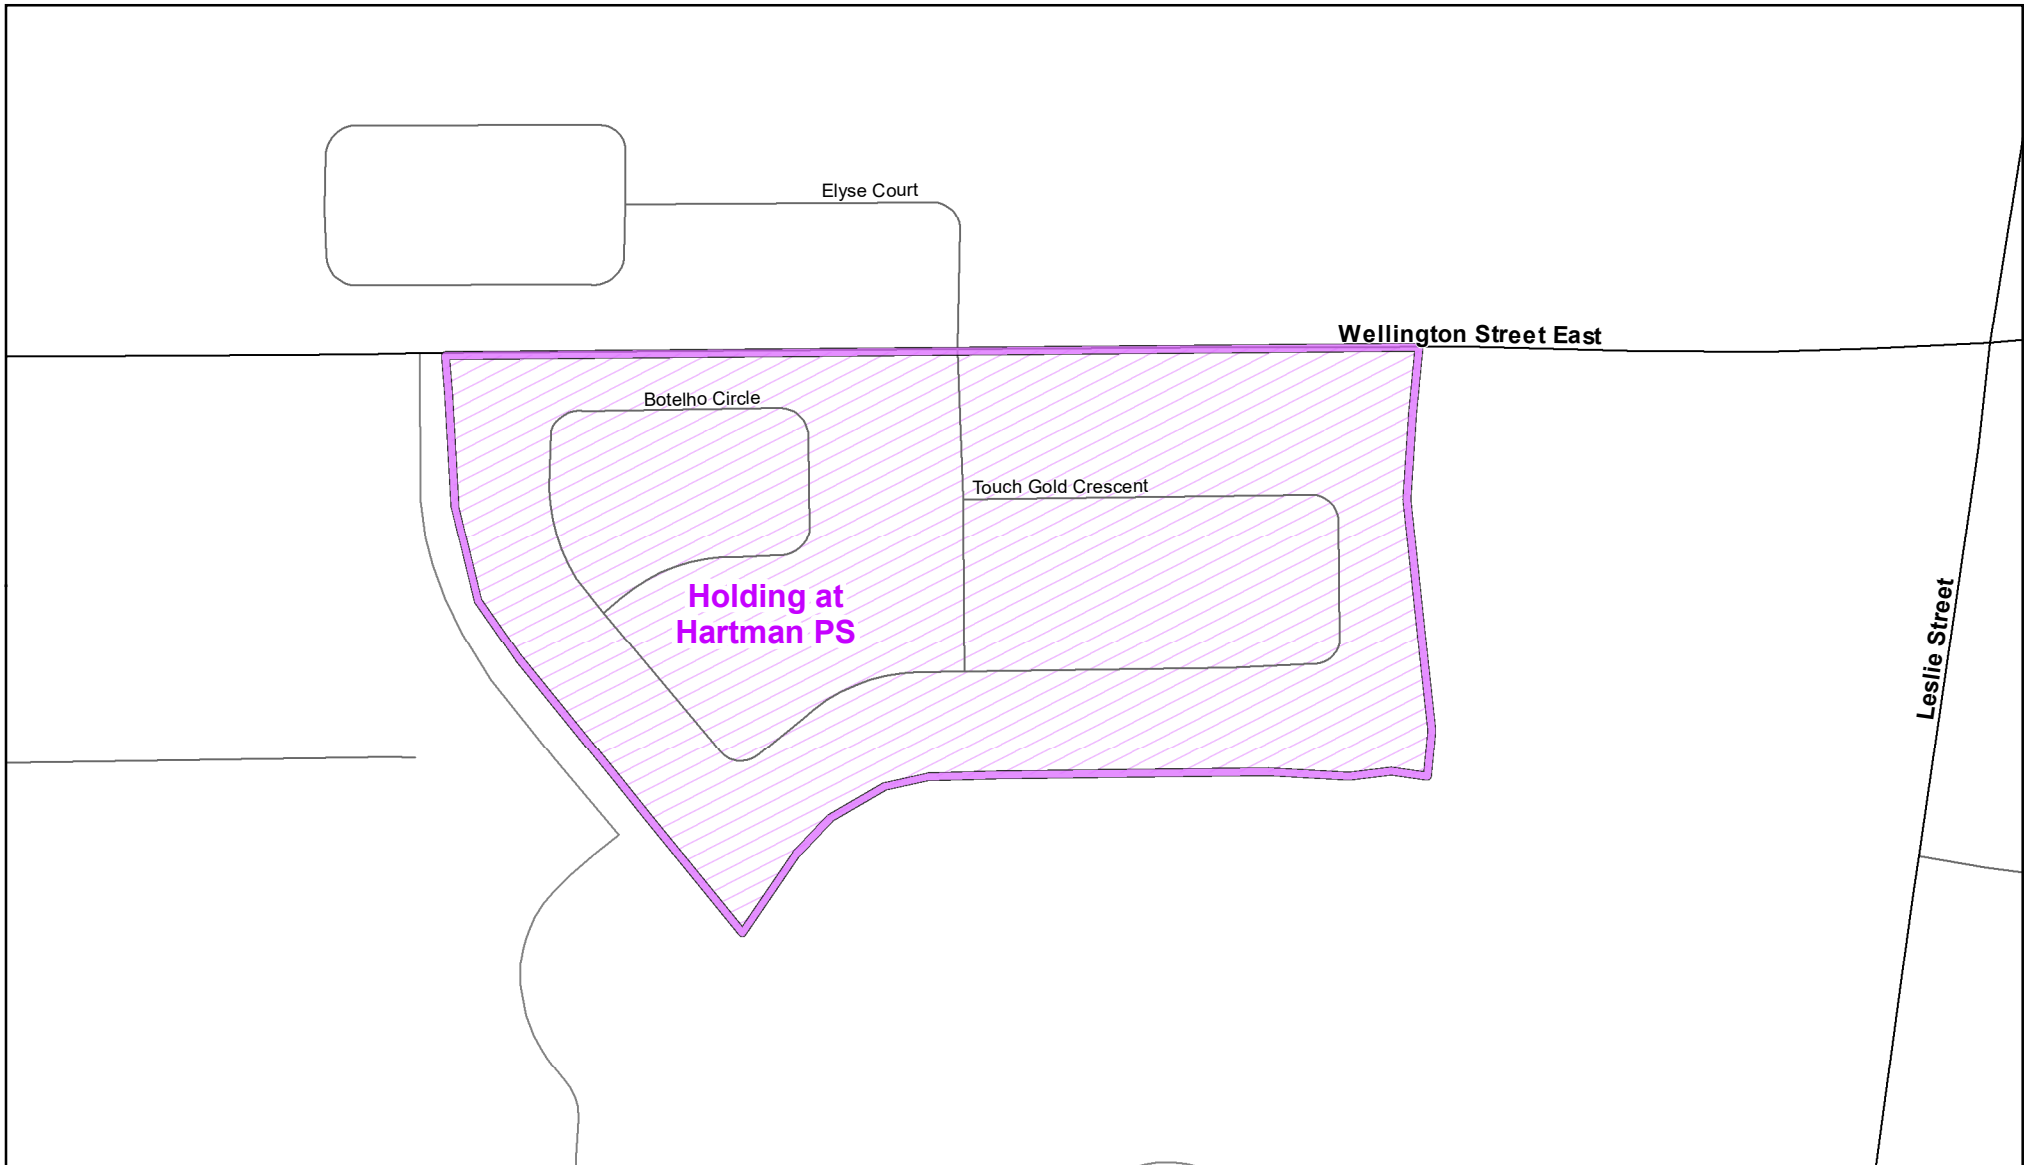 Elyse Court
Wellington Street East
Botelho Circle
Touch Gold Crescent
Holding at
Hartman PS
Leslie Street